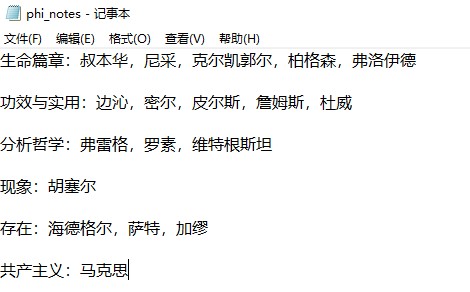 phi_notes - 记事本
文件(F) 编辑(E) 格式(O) 查看(V) 帮助(H)
生命篇章：叔本华，尼采，克尔凯郭尔，柏格森，弗洛伊德
功效与实用：边沁，密尔，皮尔斯，詹姆斯，杜威
分析哲学：弗雷格，罗素，维特根斯坦
现象：胡塞尔
存在：海德格尔，萨特，加缪
共产主义：马克思